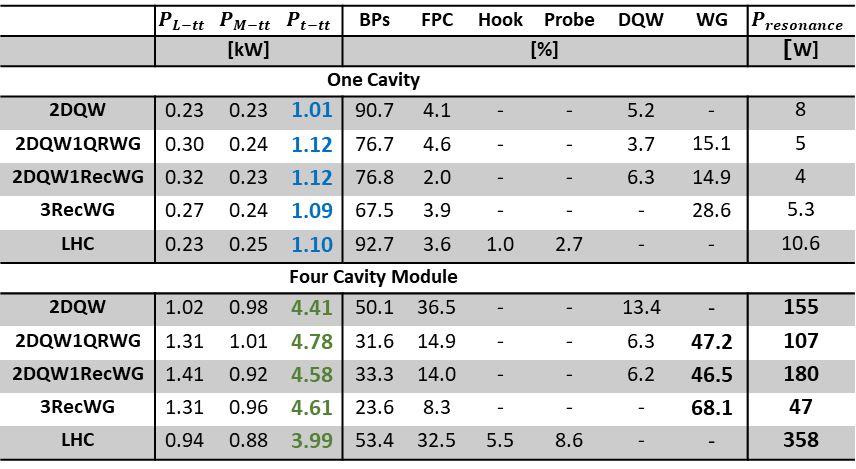 P_{L-tt} P_{M-tt} P_{t-tt} BPs FPC Hook Probe DQW WG P_{resonance}
[kW] [%] [W]
One Cavity
2DQW 0.23 0.23 1.01 90.7 4.1 - - 5.2 - 8
2DQW1QRWG 0.30 0.24 1.12 76.7 4.6 - - 3.7 15.1 5
2DQW1RecWG 0.32 0.23 1.12 76.8 2.0 - - 6.3 14.9 4
3RecWG 0.27 0.24 1.09 67.5 3.9 - - - 28.6 5.3
LHC 0.23 0.25 1.10 92.7 3.6 1.0 2.7 - - 10.6
Four Cavity Module
2DQW 1.02 0.98 4.41 50.1 36.5 - - 13.4 - 155
2DQW1QRWG 1.31 1.01 4.78 31.6 14.9 - - 6.3 47.2 107
2DQW1RecWG 1.41 0.92 4.58 33.3 14.0 - - 6.2 46.5 180
3RecWG 1.31 0.96 4.61 23.6 8.3 - - - 68.1 47
LHC 0.94 0.88 3.99 53.4 32.5 5.5 8.6 - - 358